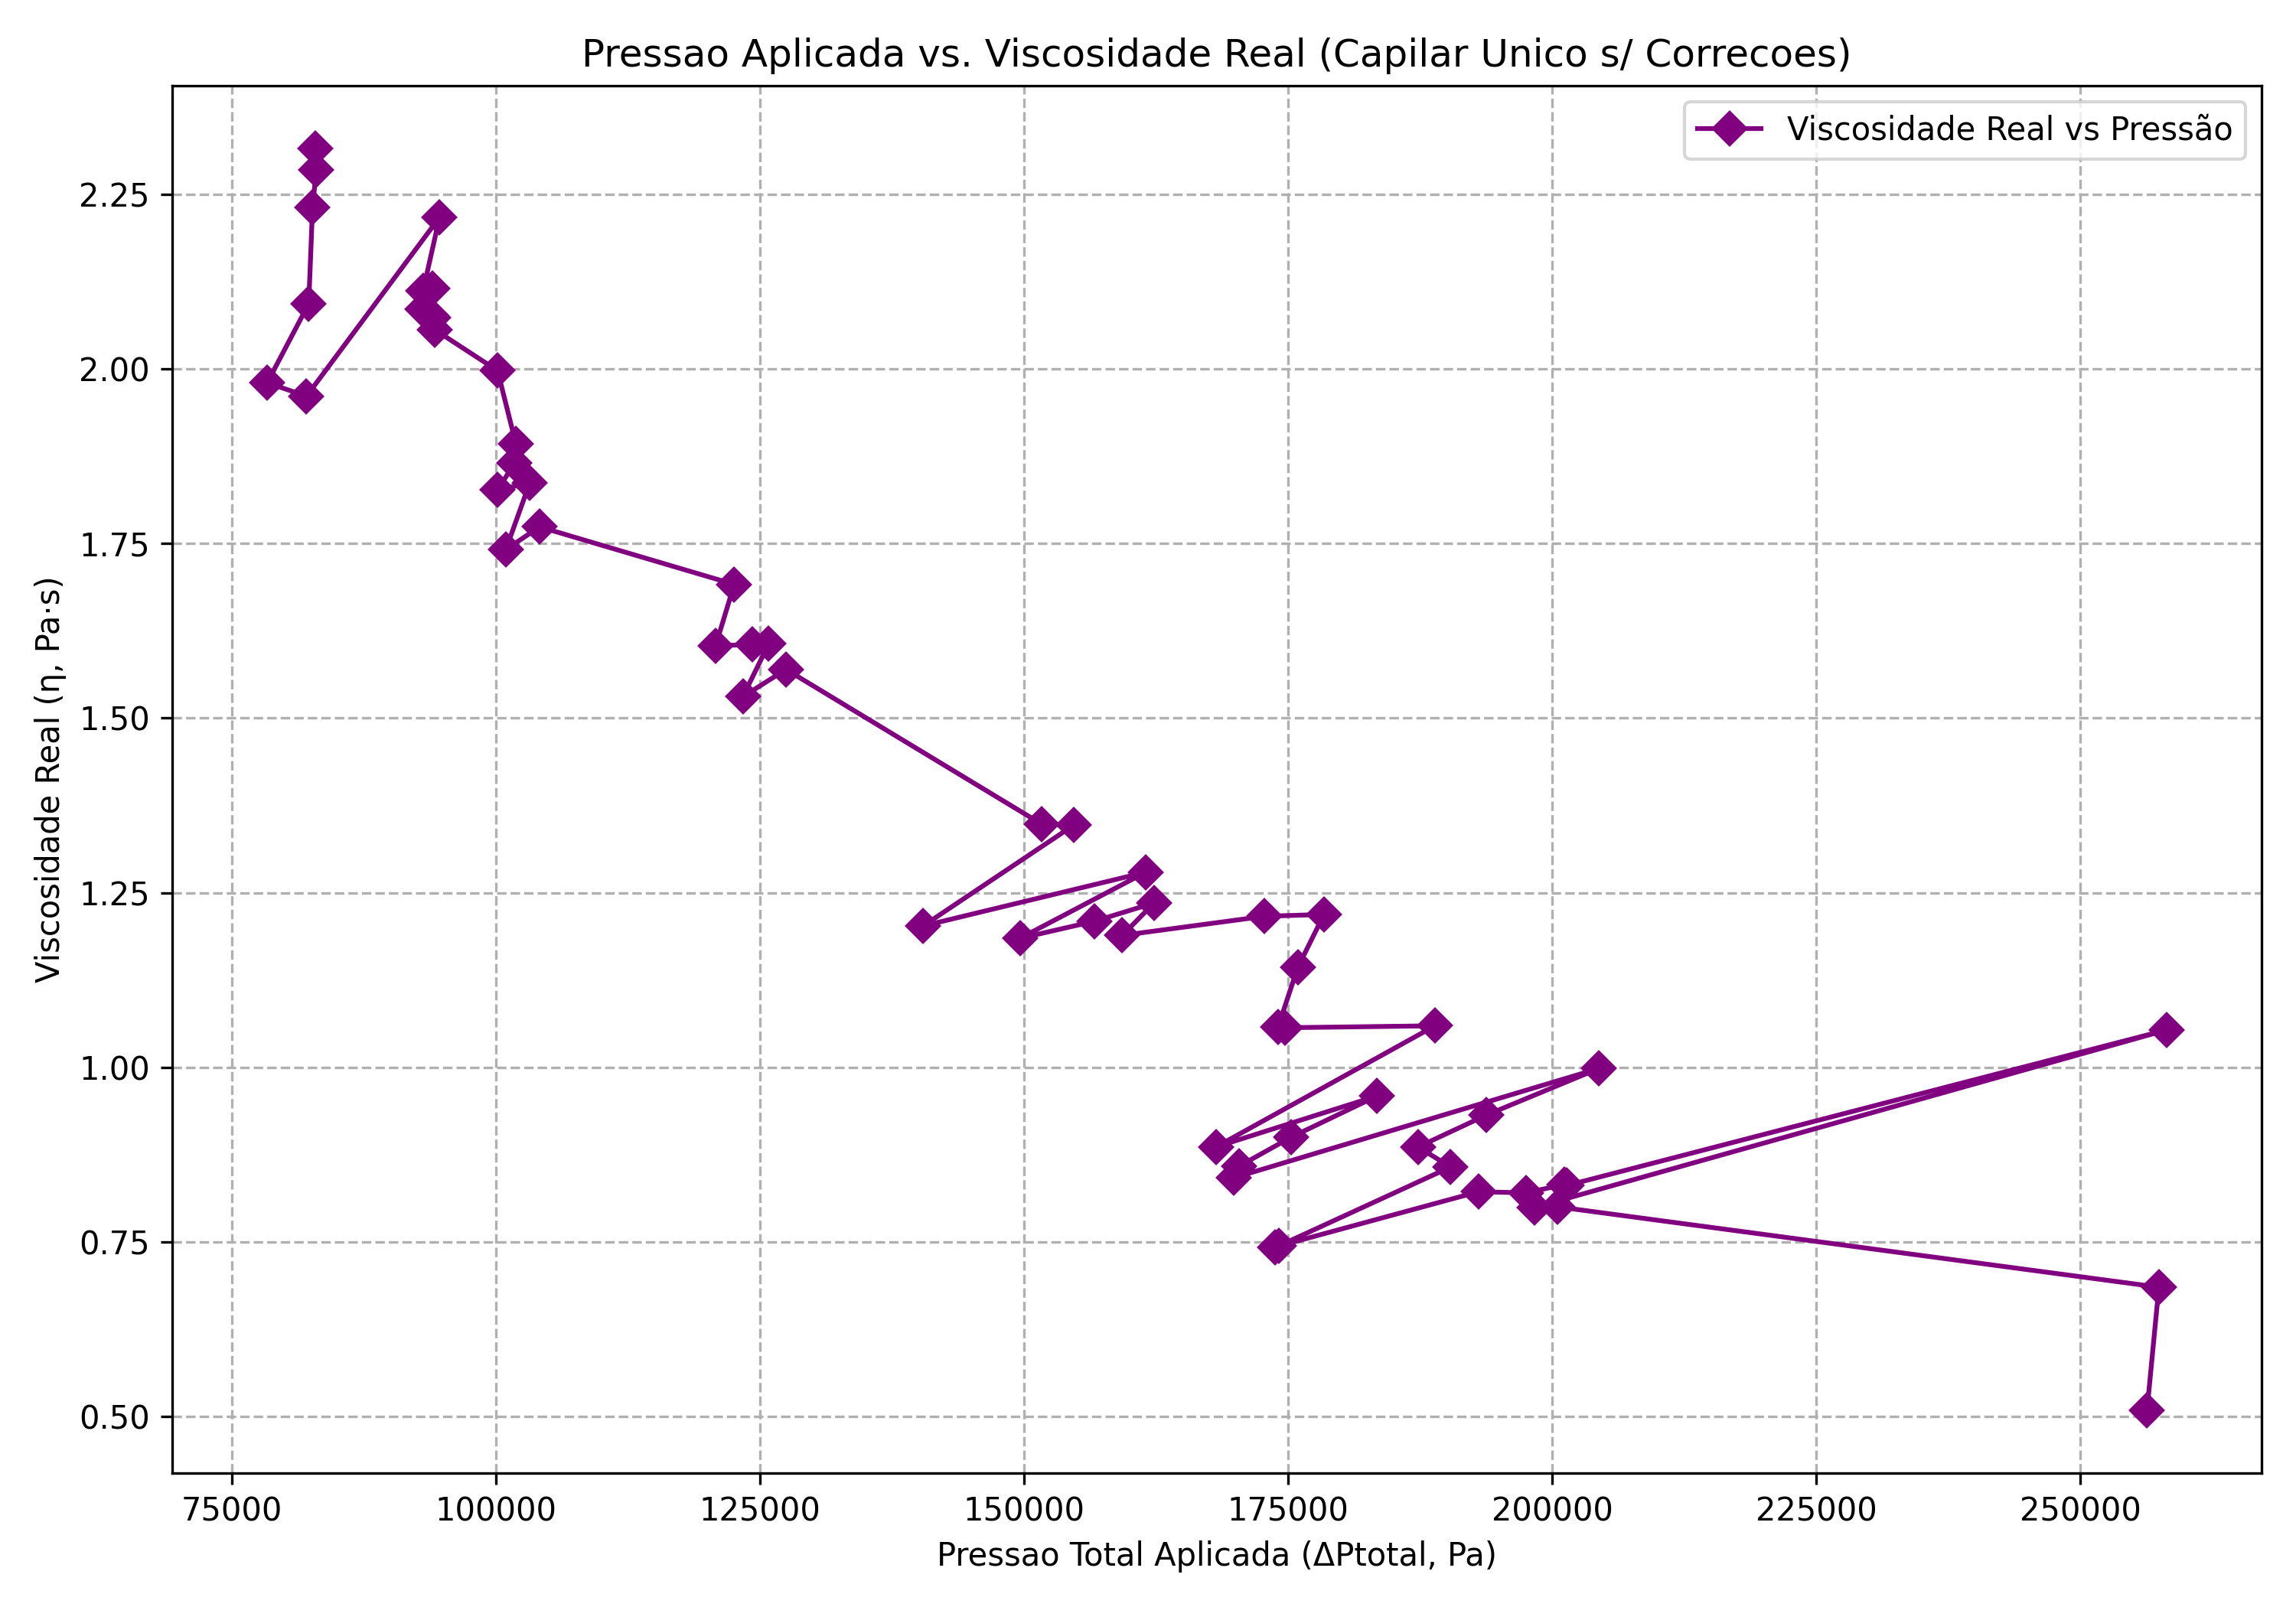 Pressao Aplicada vs. Viscosidade Real (Capilar Unico s/ Correcoes)
Viscosidade Real vs Pressão
Viscosidade Real (η, Pa·s)
2.25
2.00
1.75
1.50
1.25
1.00
0.75
0.50
75000 100000 125000 150000 175000 200000 225000 250000
Pressao Total Aplicada (ΔPtotal, Pa)